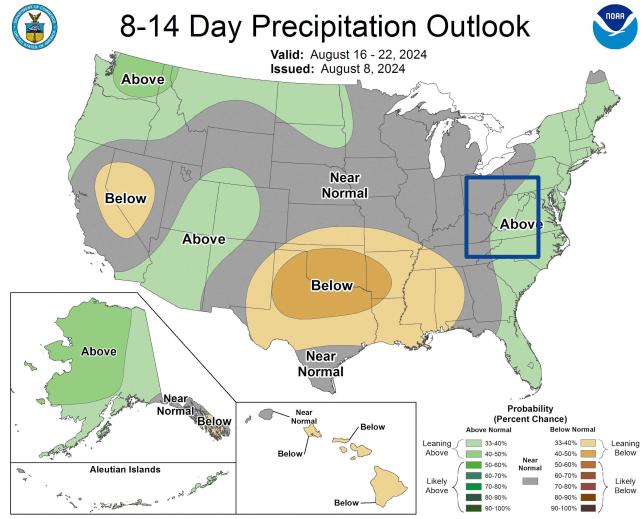 8-14 Day Precipitation Outlook
Valid: August 16 - 22, 2024
Issued: August 8, 2024
NOAA
Above
Below
Near
Normal
Above
Above
Below
Near
Normal
Above
Near
Normal
Below
Aleutian Islands
Near
Normal
Below
Below
Below
Probability
(Percent Chance)
Above Normal
Below Normal
Leaning
Above
33-40%
40-50%
Likely
Above
50-60%
60-70%
70-80%
80-90%
90-100%
Near
Normal
33-40%
40-50%
Leaning
Below
50-60%
60-70%
70-80%
80-90%
90-100%
Likely
Below